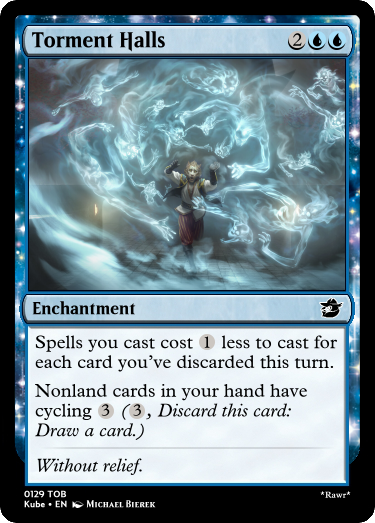 Torment Halls 2UU
Enchantment
Spells you cast cost 1 less to cast for
each card you've discarded this turn.
Nonland cards in your hand have
cycling 3 (3, Discard this card:
Draw a card.)
Without relief.
0129 TOB
Kube • EN Michael Bierek
*Rawr*